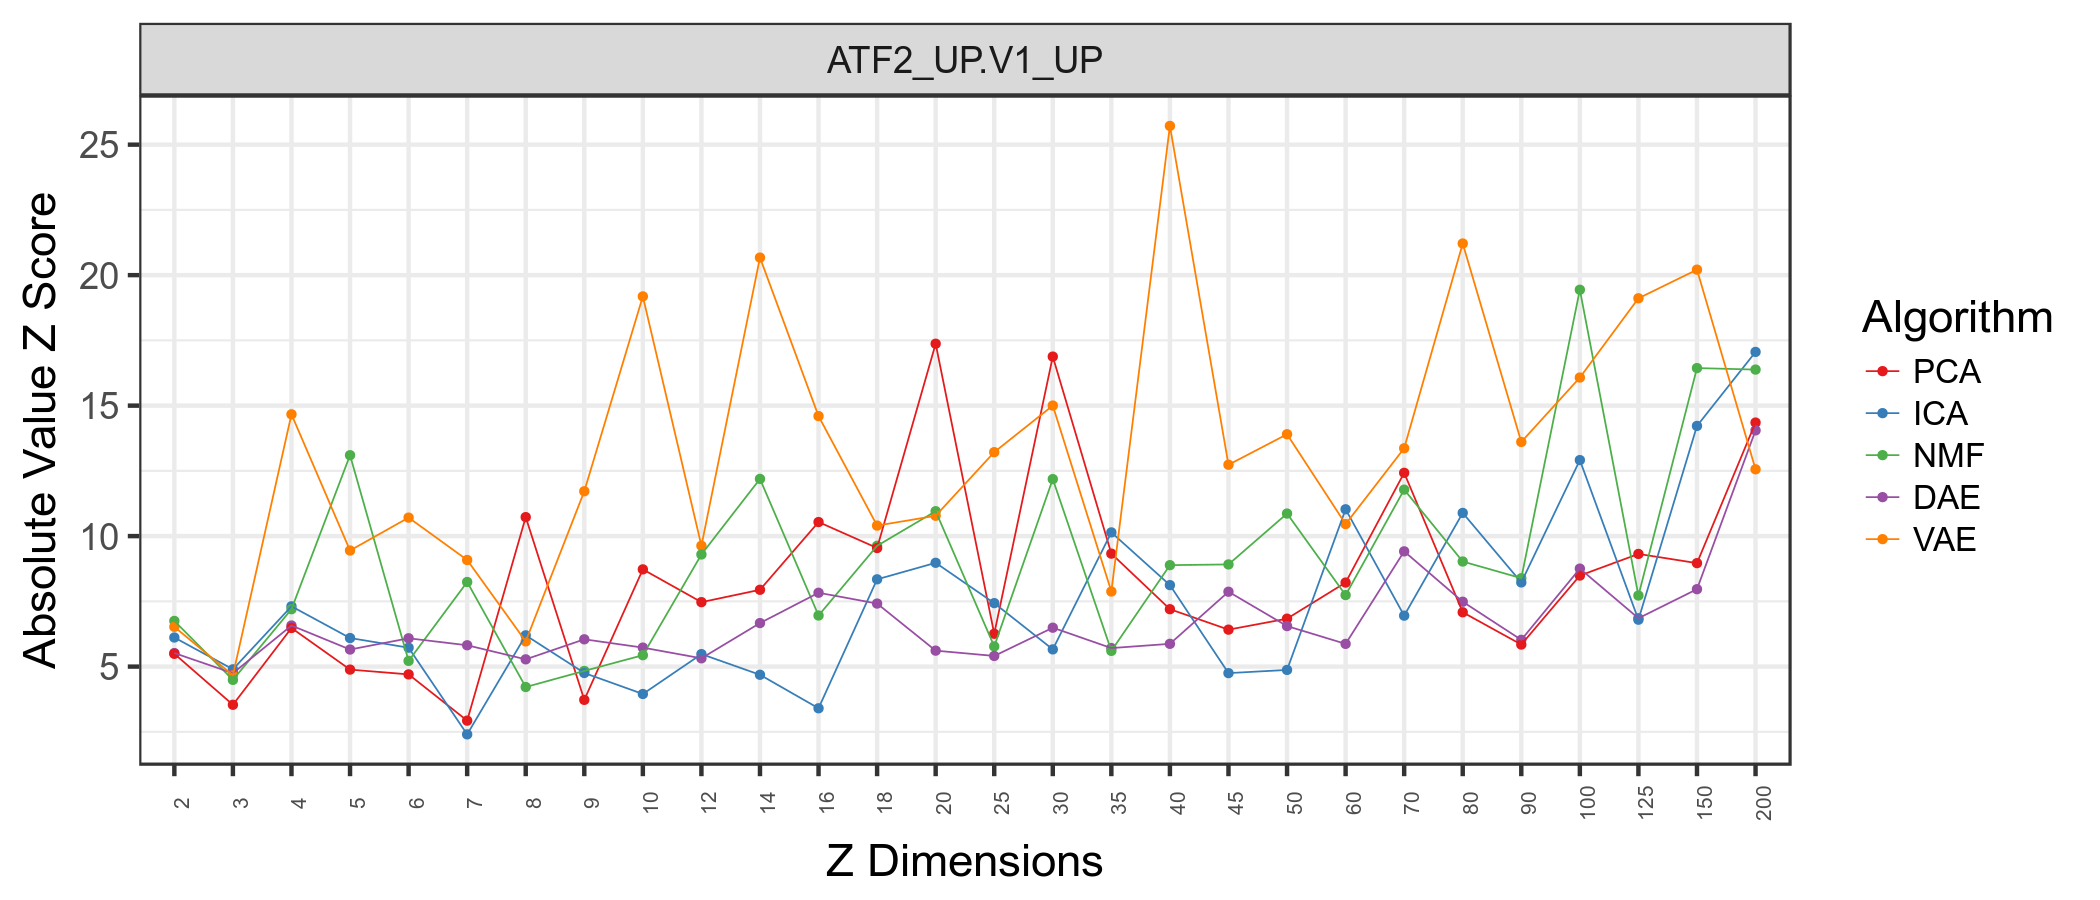 ATF2_UP.V1_UP
Absolute Value Z Score
25
20
15
10
5
2 3 4 5 6 7 8 9 10 12 14 16 18 20 25 30 35 40 45 50 60 70 80 90 100 125 150 200
Z Dimensions
Algorithm
PCA
ICA
NMF
DAE
VAE